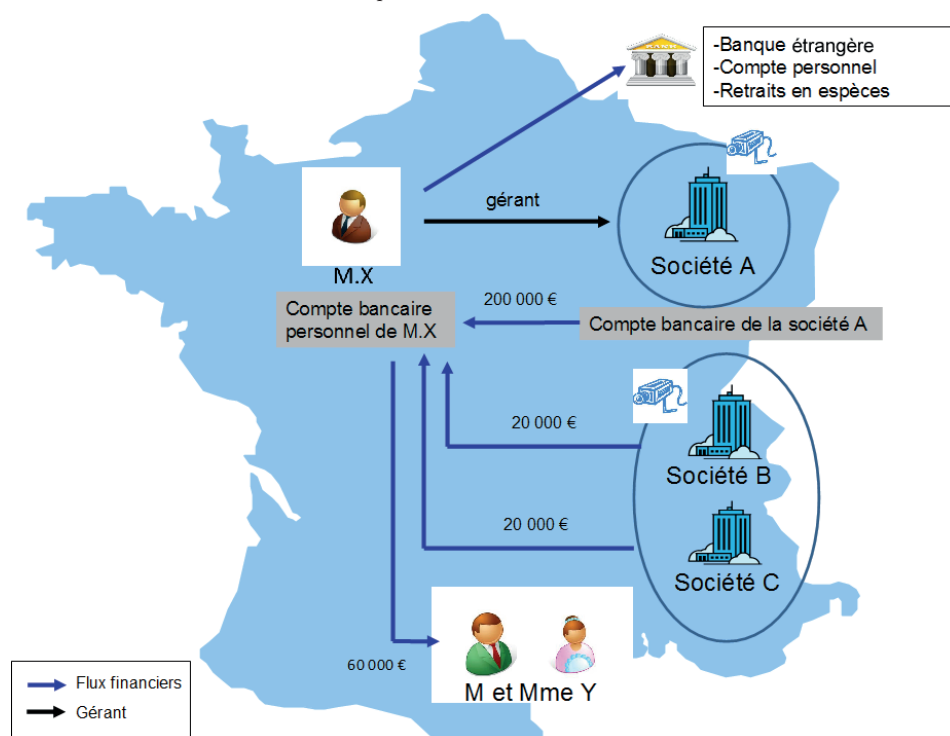 -Banque étrangère
-Compte personnel
-Retraits en espèces
BANK
gérant
Société A
M.X
200 000 €
Compte bancaire
personnel de M.X
Compte bancaire de la société A
20 000 €
Société B
20 000 €
Société C
60 000 €
M et Mme Y
Flux financiers
Gérant